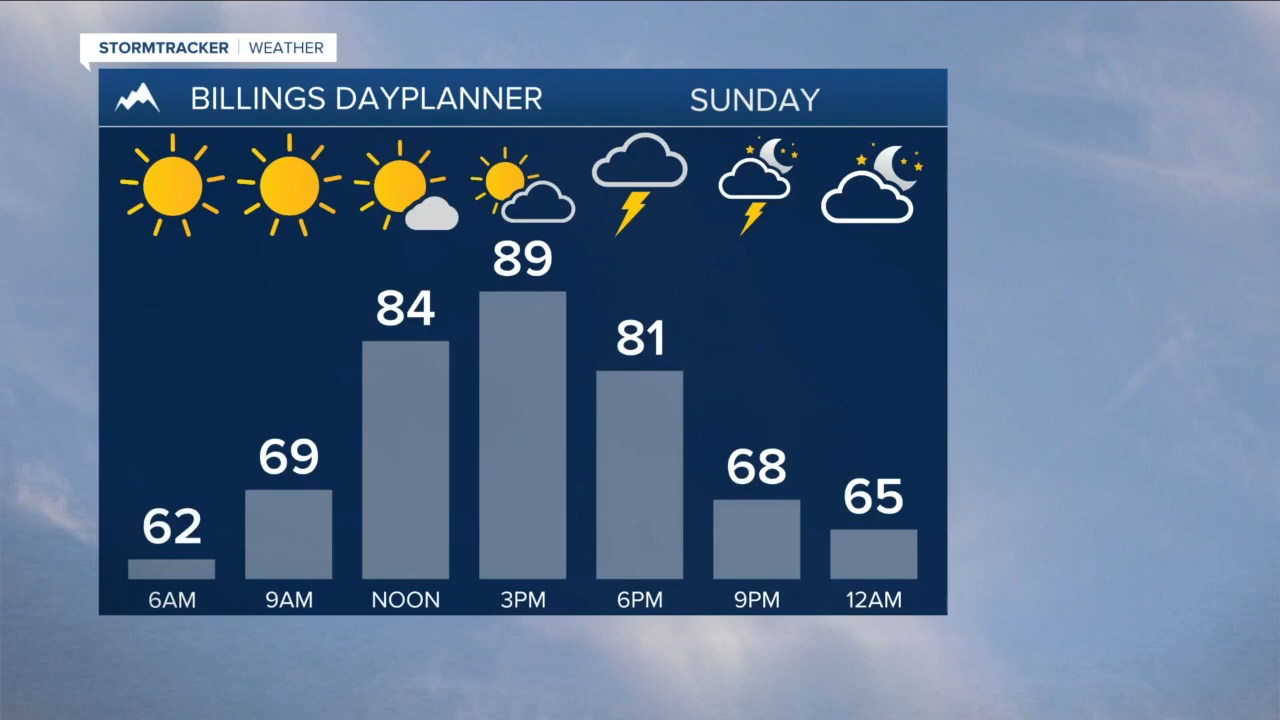 STORMTRACKER | WEATHER
BILLINGS DAYPLANNER SUNDAY
62 69 84 89 81 68 65
6AM 9AM NOON 3PM 6PM 9PM 12AM